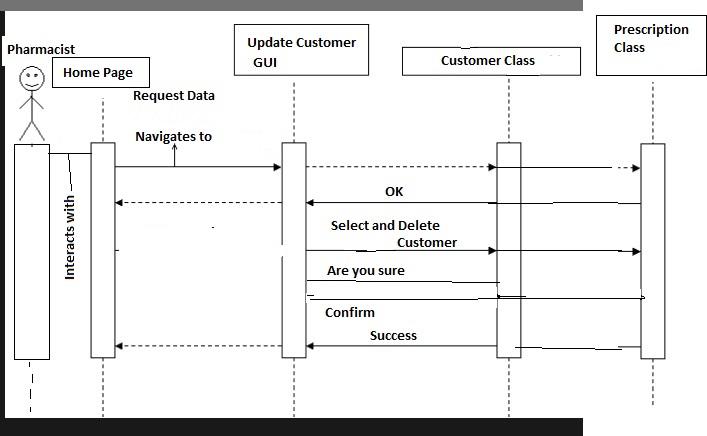 Pharmacist
Home Page
Update Customer
GUI
Customer Class
Prescription
Class
Request Data
Navigates to
OK
Interacts with
Select and Delete
Customer
Are you sure
Confirm
Success